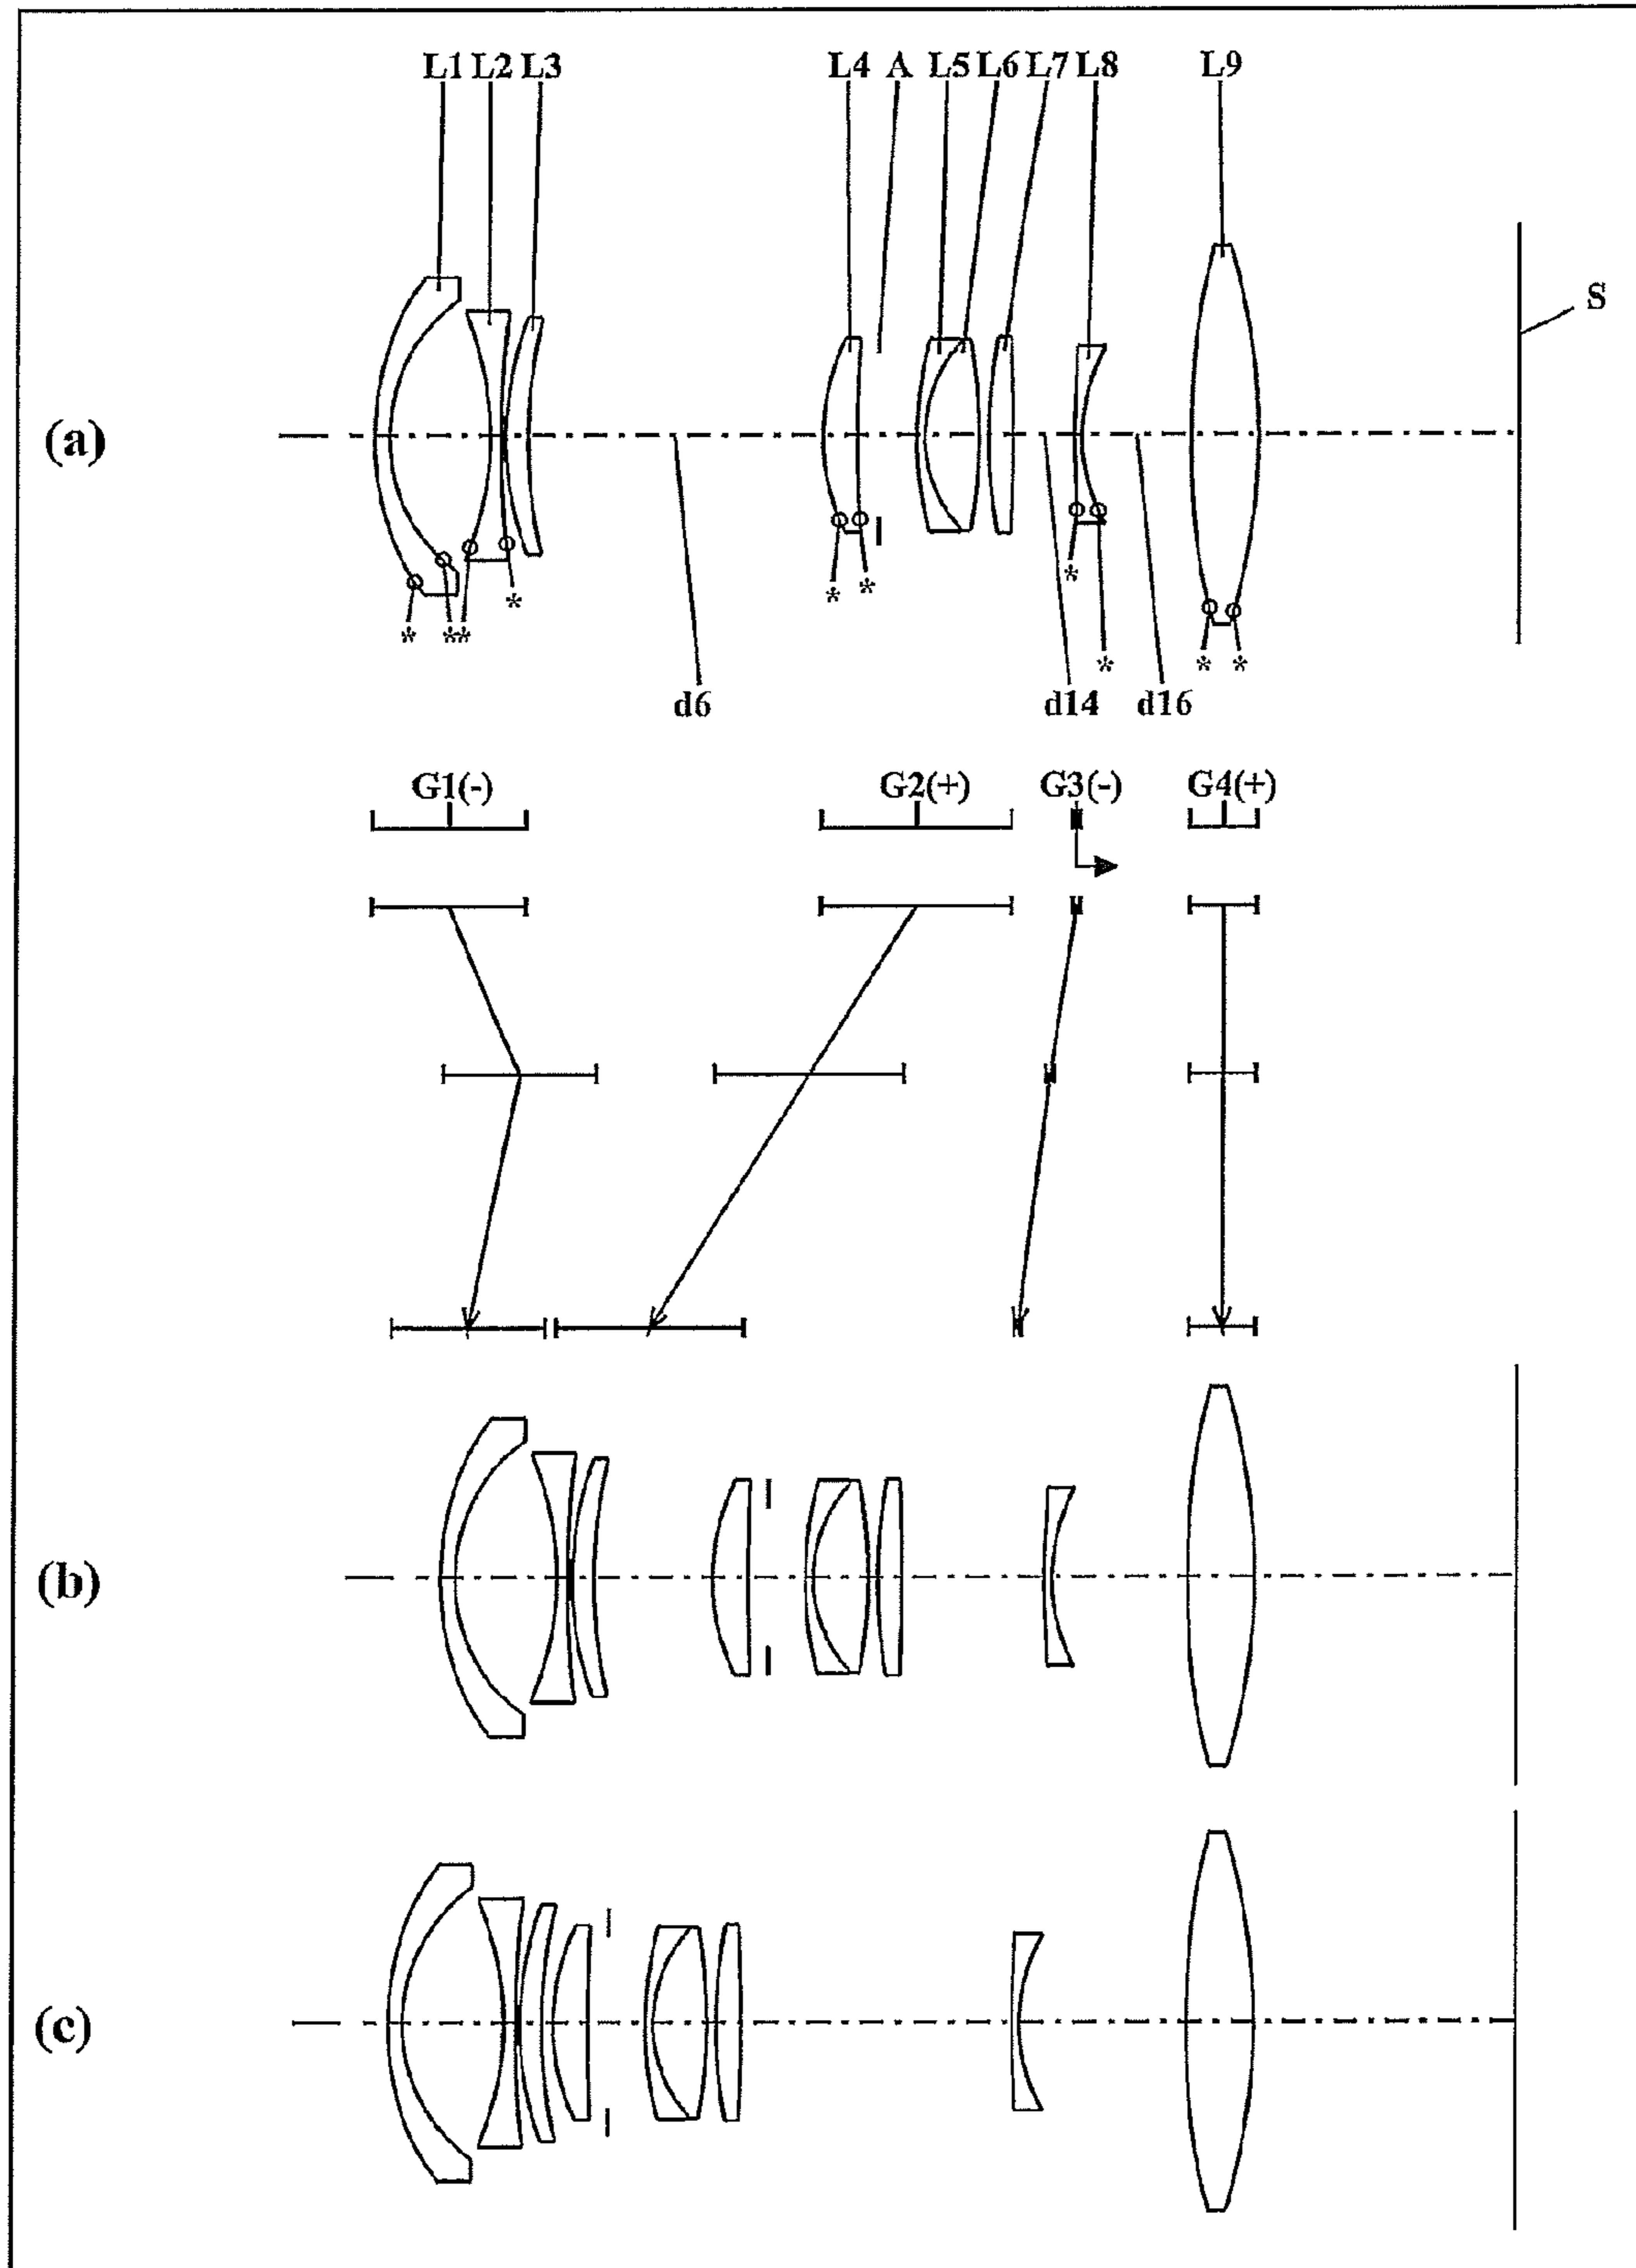 L1 L2 L3 L4 A L5 L6 L7 L8 L9
S
(a)
* ** * * * * * * *
d6 d14 d16
G1(-) G2(+) G3(-) G4(+)
(b)
(c)